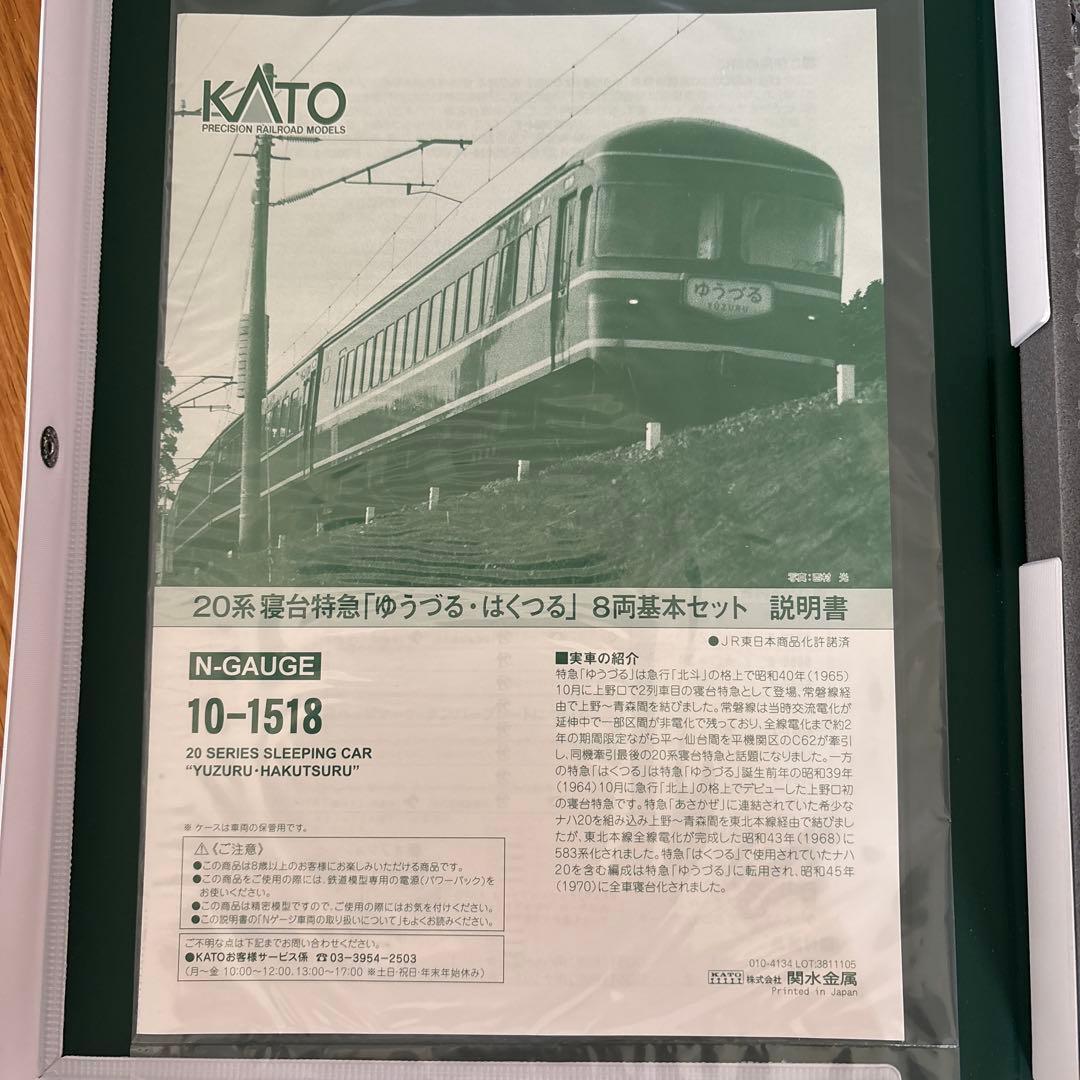 KATO
PRECISION RAILROAD MODELS
ゆうづる
YUZURU
写真：西村 光
20系 寝台特急「ゆうづる・はくつる」 8両基本セット 説明書
●JR東日本商品化許諾済
N-GAUGE
10-1518
20 SERIES SLEEPING CAR
“YUZURU・HAKUTSURU”
■実車の紹介
特急「ゆうづる」は急行「北斗」の格上で昭和40年（1965）
10月に上野口で2列車目の寝台特急として登場、常磐線経
由で上野〜青森間を結びました。常磐線は当時交流電化が
延伸中で一部区間が非電化で残っており、全線電化まで約2
年の期間限定ながら平〜仙台間を平機関区のC62が牽引
し、同機牽引最後の20系寝台特急と話題になりました。一方
の特急「はくつる」は特急「ゆうづる」誕生前年の昭和39年
（1964）10月に急行「北上」の格上でデビューした上野口初
の寝台特急です。特急「あさかぜ」に連結されていた希少な
ナハ20を組み込み上野〜青森間を東北本線経由で結びまし
たが、東北本線全線電化が完成した昭和43年（1968）に
583系化されました。特急「はくつる」で使用されていたナハ
20を含む編成は特急「ゆうづる」に転用され、昭和45年
（1970）に全車寝台化されました。
※ ケースは車両の保管用です。
⚠《ご注意》
●この商品は8歳以上のお客様にお楽しみいただける商品です。
●この商品をご使用の際には、鉄道模型専用の電源（パワーパック）を
お使いください。
●この商品は精密模型ですので、ご使用の際にはお気を付けください。
●この説明書の「Nゲージ車両の取り扱いについて」もよくお読みください。
ご不明な点は下記までお問い合わせください。
●KATOお客様サービス係 ☎03-3954-2503
（月〜金 10:00〜12:00、13:00〜17:00 ※土日・祝日・年末年始休み）
010-4134 LOT:3811105
KATO 株式会社 関水金属
Printed in Japan